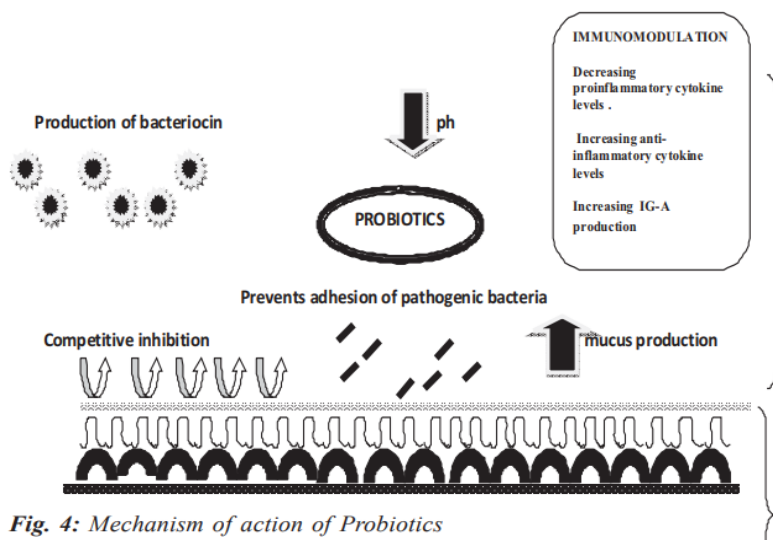 IMMUNOMODULATION
Decreasing
proinflammatory cytokine
levels .
Increasing anti-
inflammatory cytokine
levels
Increasing IG-A
production
Production of bacteriocin
ph
PROBIOTICS
Prevents adhesion of pathogenic bacteria
Competitive inhibition
mucus production
Fig. 4: Mechanism of action of Probiotics